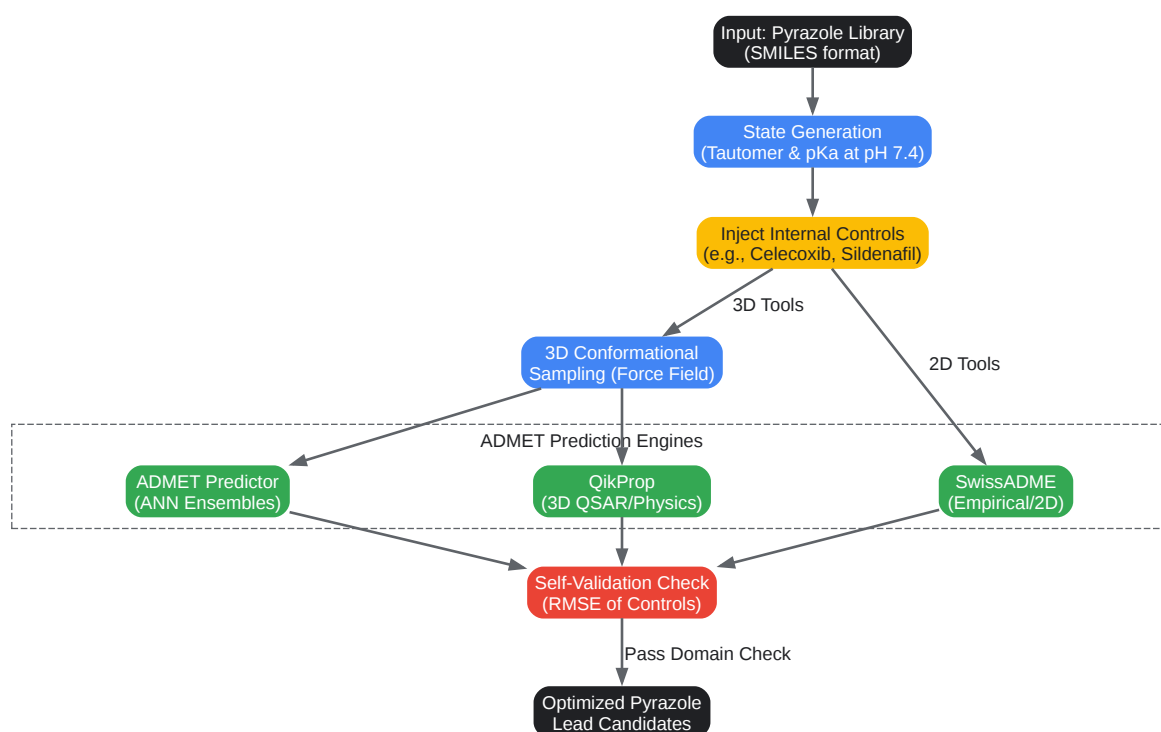 Input: Pyrazole Library
(SMILES format)
State Generation
(Tautomer & pKa at pH 7.4)
Inject Internal Controls
(e.g., Celecoxib, Sildenafil)
3D Tools
2D Tools
3D Conformational
Sampling (Force Field)
ADMET Prediction Engines
ADMET Predictor
(ANN Ensembles)
QikProp
(3D QSAR/Physics)
SwissADME
(Empirical/2D)
Self-Validation Check
(RMSE of Controls)
Pass Domain Check
Optimized Pyrazole
Lead Candidates